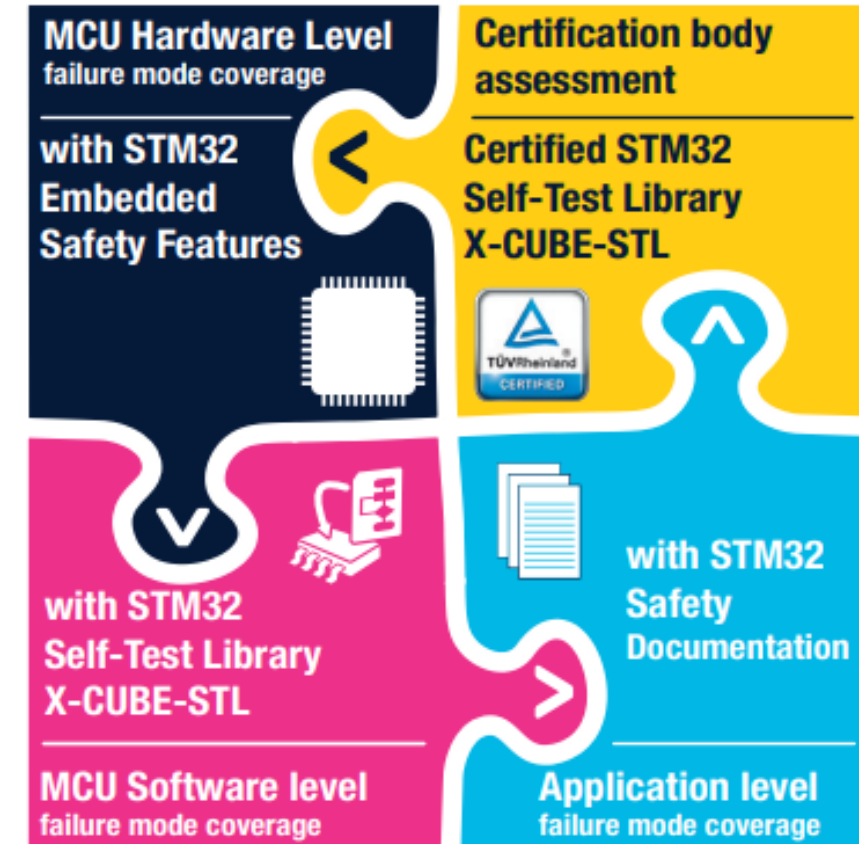 MCU Hardware Level
failure mode coverage
with STM32
Embedded
Safety Features
Certification body
assessment
Certified STM32
Self-Test Library
X-CUBE-STL
TÜVRheinland®
CERTIFIED
with STM32
Self-Test Library
X-CUBE-STL
MCU Software level
failure mode coverage
with STM32
Safety
Documentation
Application level
failure mode coverage